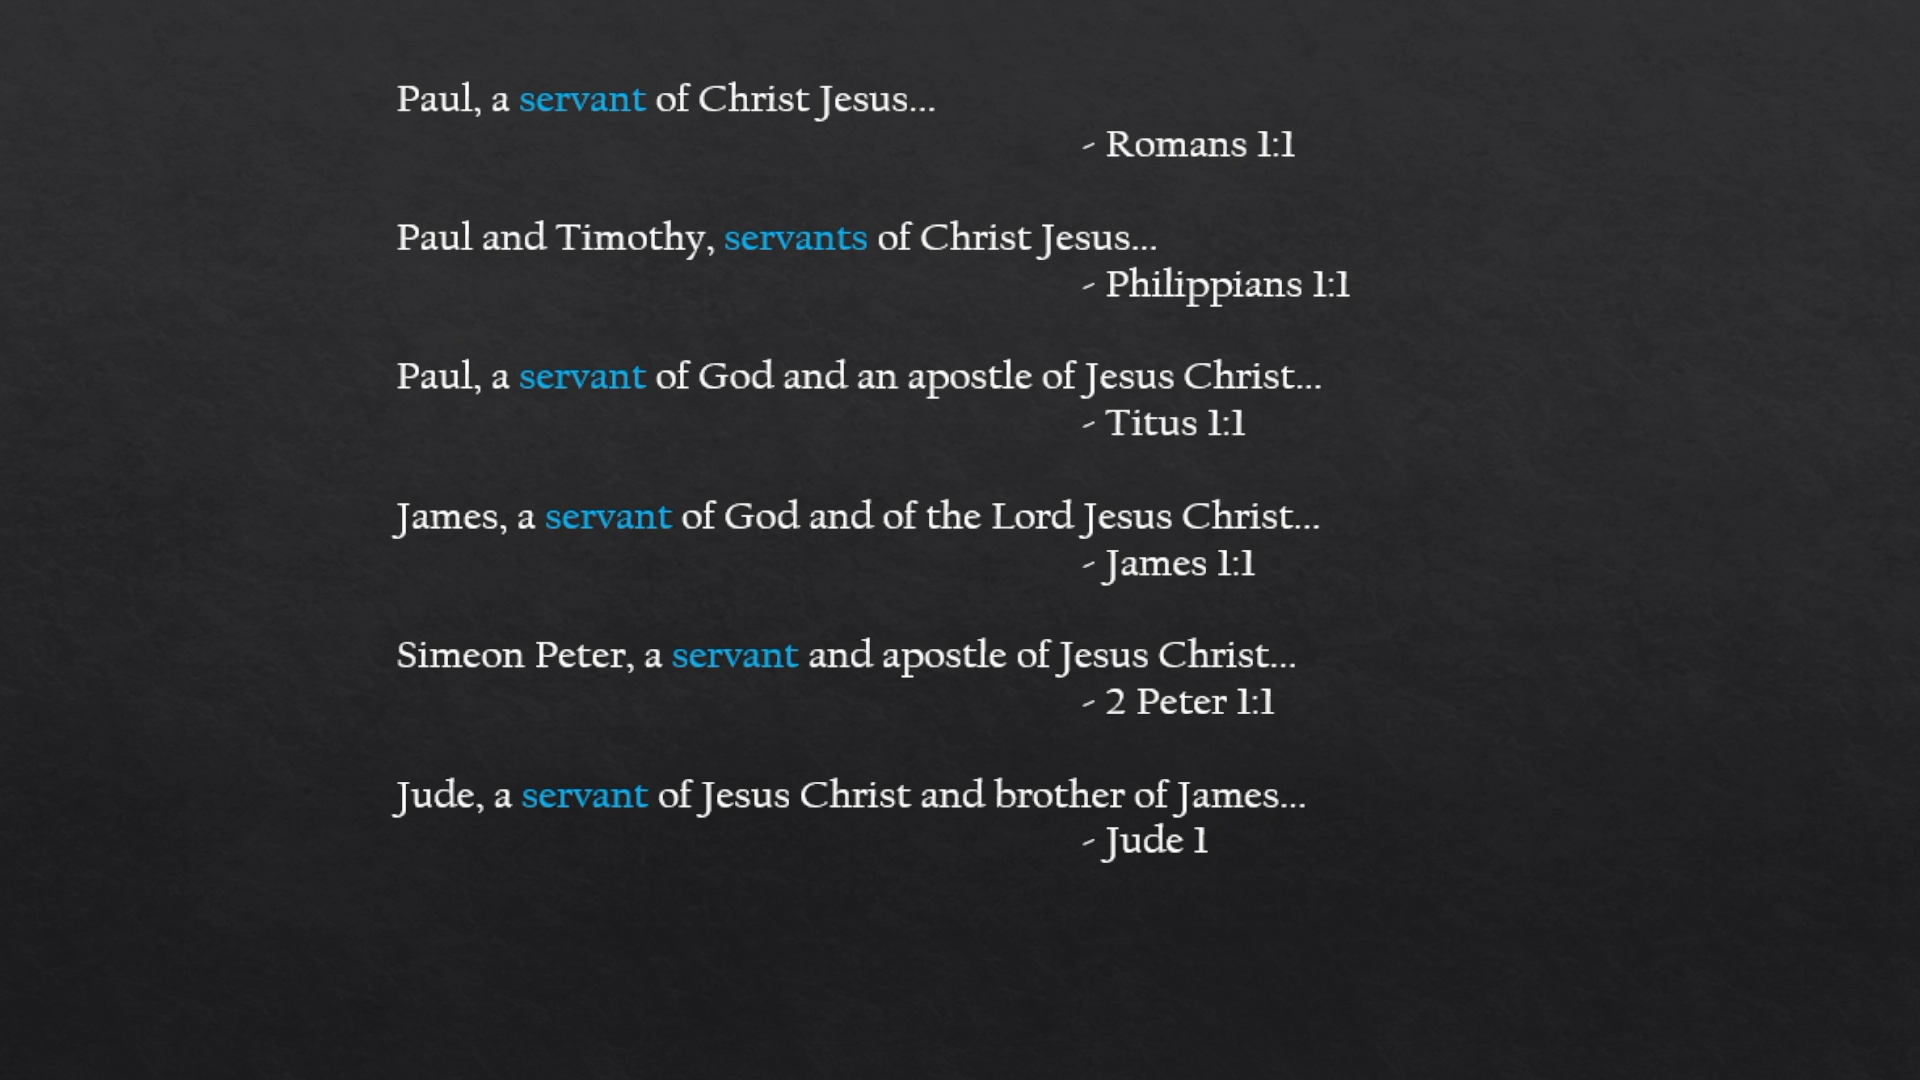 Paul, a servant of Christ Jesus...
- Romans 1:1
Paul and Timothy, servants of Christ Jesus...
- Philippians 1:1
Paul, a servant of God and an apostle of Jesus Christ...
- Titus 1:1
James, a servant of God and of the Lord Jesus Christ...
- James 1:1
Simeon Peter, a servant and apostle of Jesus Christ...
- 2 Peter 1:1
Jude, a servant of Jesus Christ and brother of James...
- Jude 1